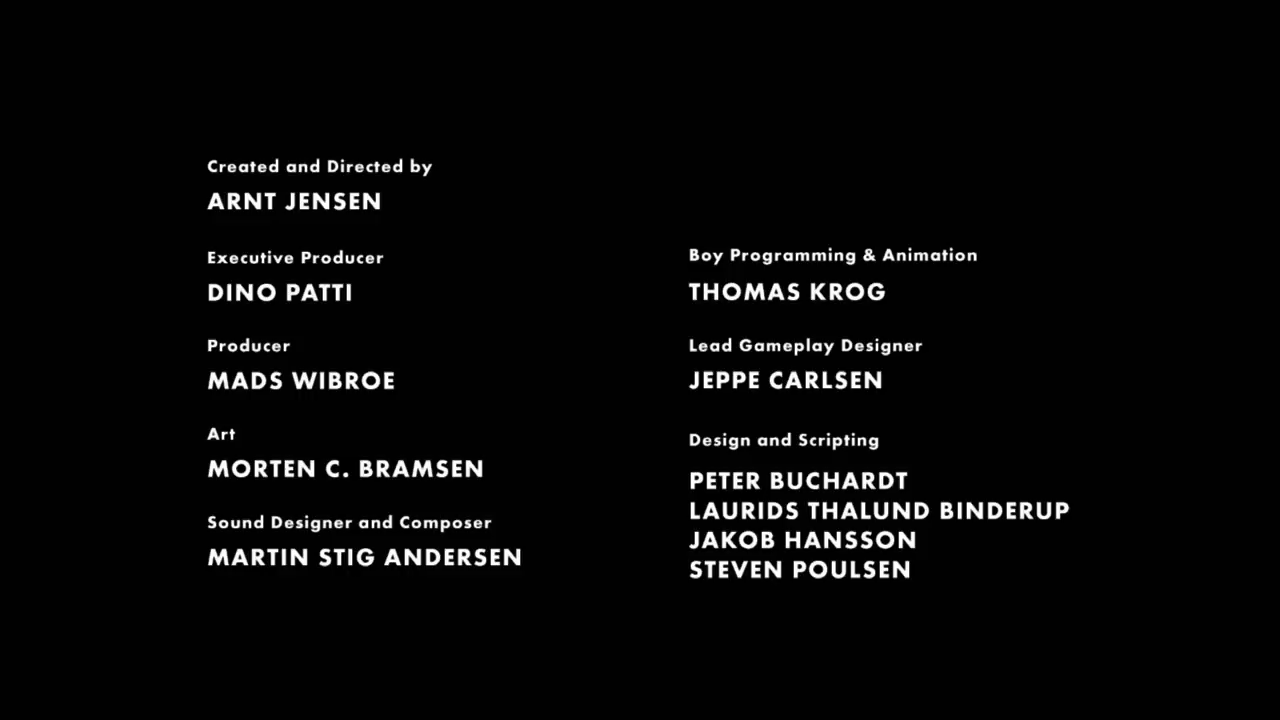 Created and Directed by
ARNT JENSEN
Executive Producer
DINO PATTI
Producer
MADS WIBROE
Art
MORTEN C. BRAMSEN
Sound Designer and Composer
MARTIN STIG ANDERSEN
Boy Programming & Animation
THOMAS KROG
Lead Gameplay Designer
JEPPE CARLSEN
Design and Scripting
PETER BUCHARDT
LAURIDS THALUND BINDERUP
JAKOB HANSSON
STEVEN POULSEN